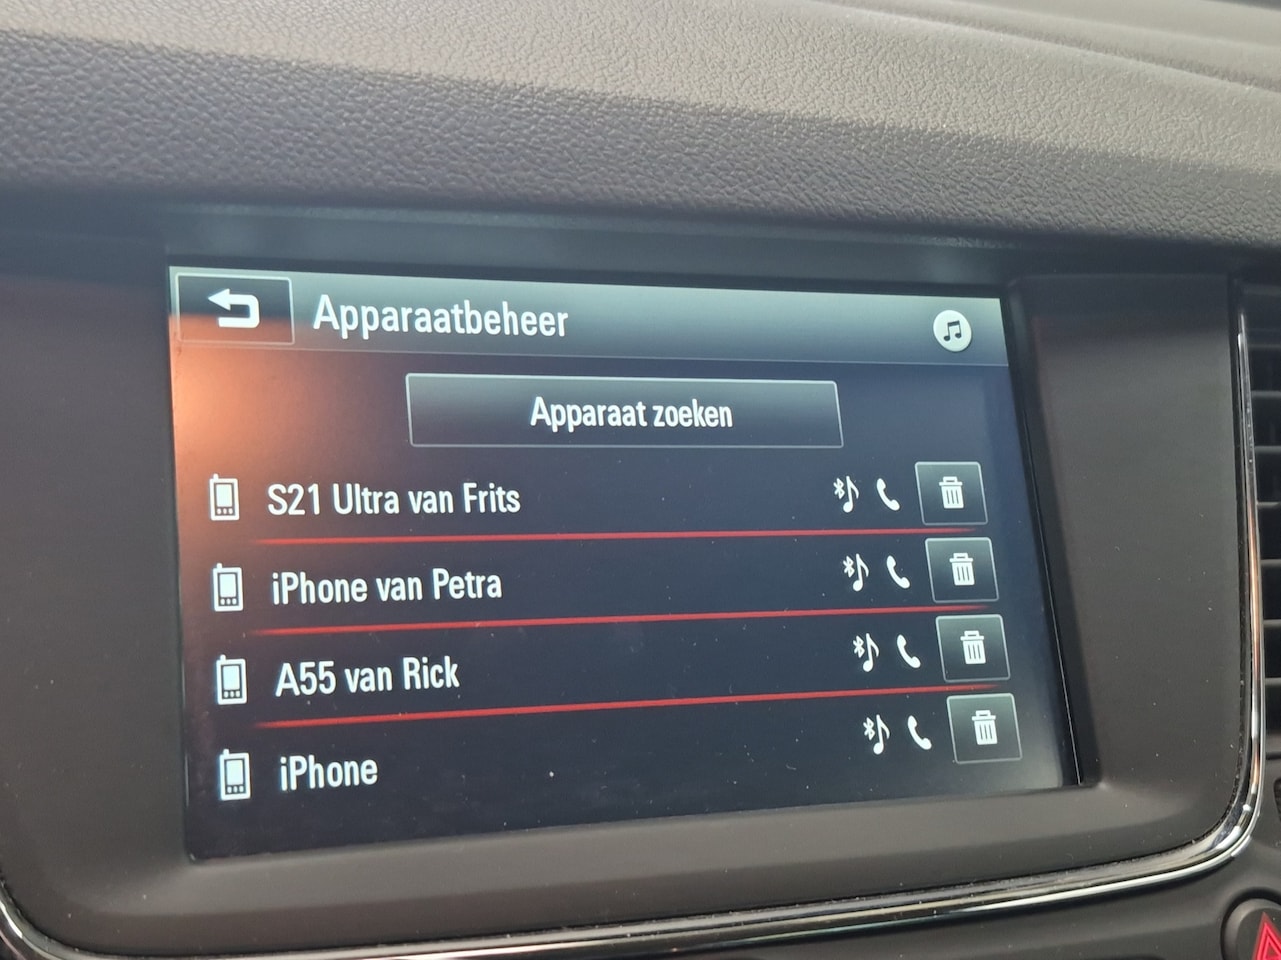 Apparaatbeheer
Apparaat zoeken
S21 Ultra van Frits
iPhone van Petra
A55 van Rick
iPhone